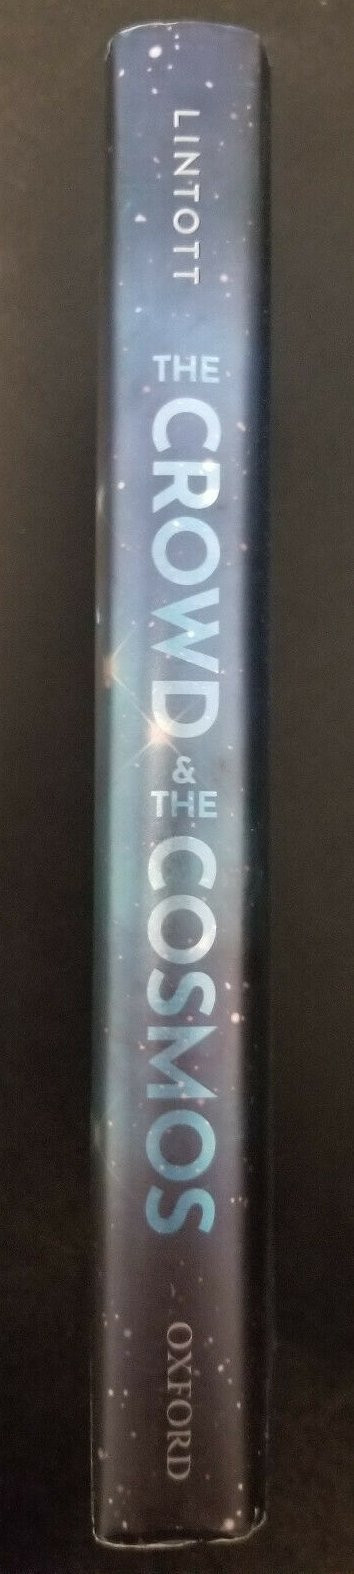 LINTOTT
THE
CROWD
&
THE
COSMOS
OXFORD